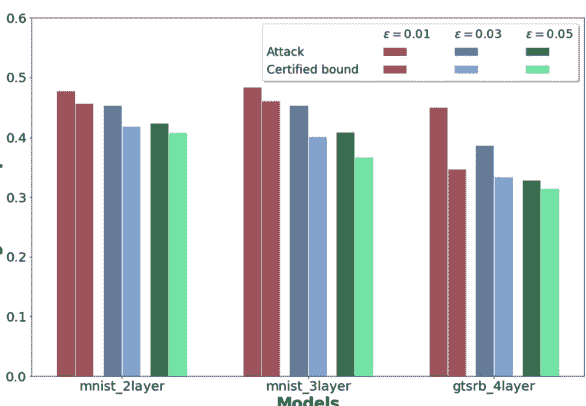 0.6
0.5
0.4
0.3
0.2
0.1
0.0
ε = 0.01 ε = 0.03 ε = 0.05
Attack
Certified bound
mnist_2layer mnist_3layer gtsrb_4layer
Models